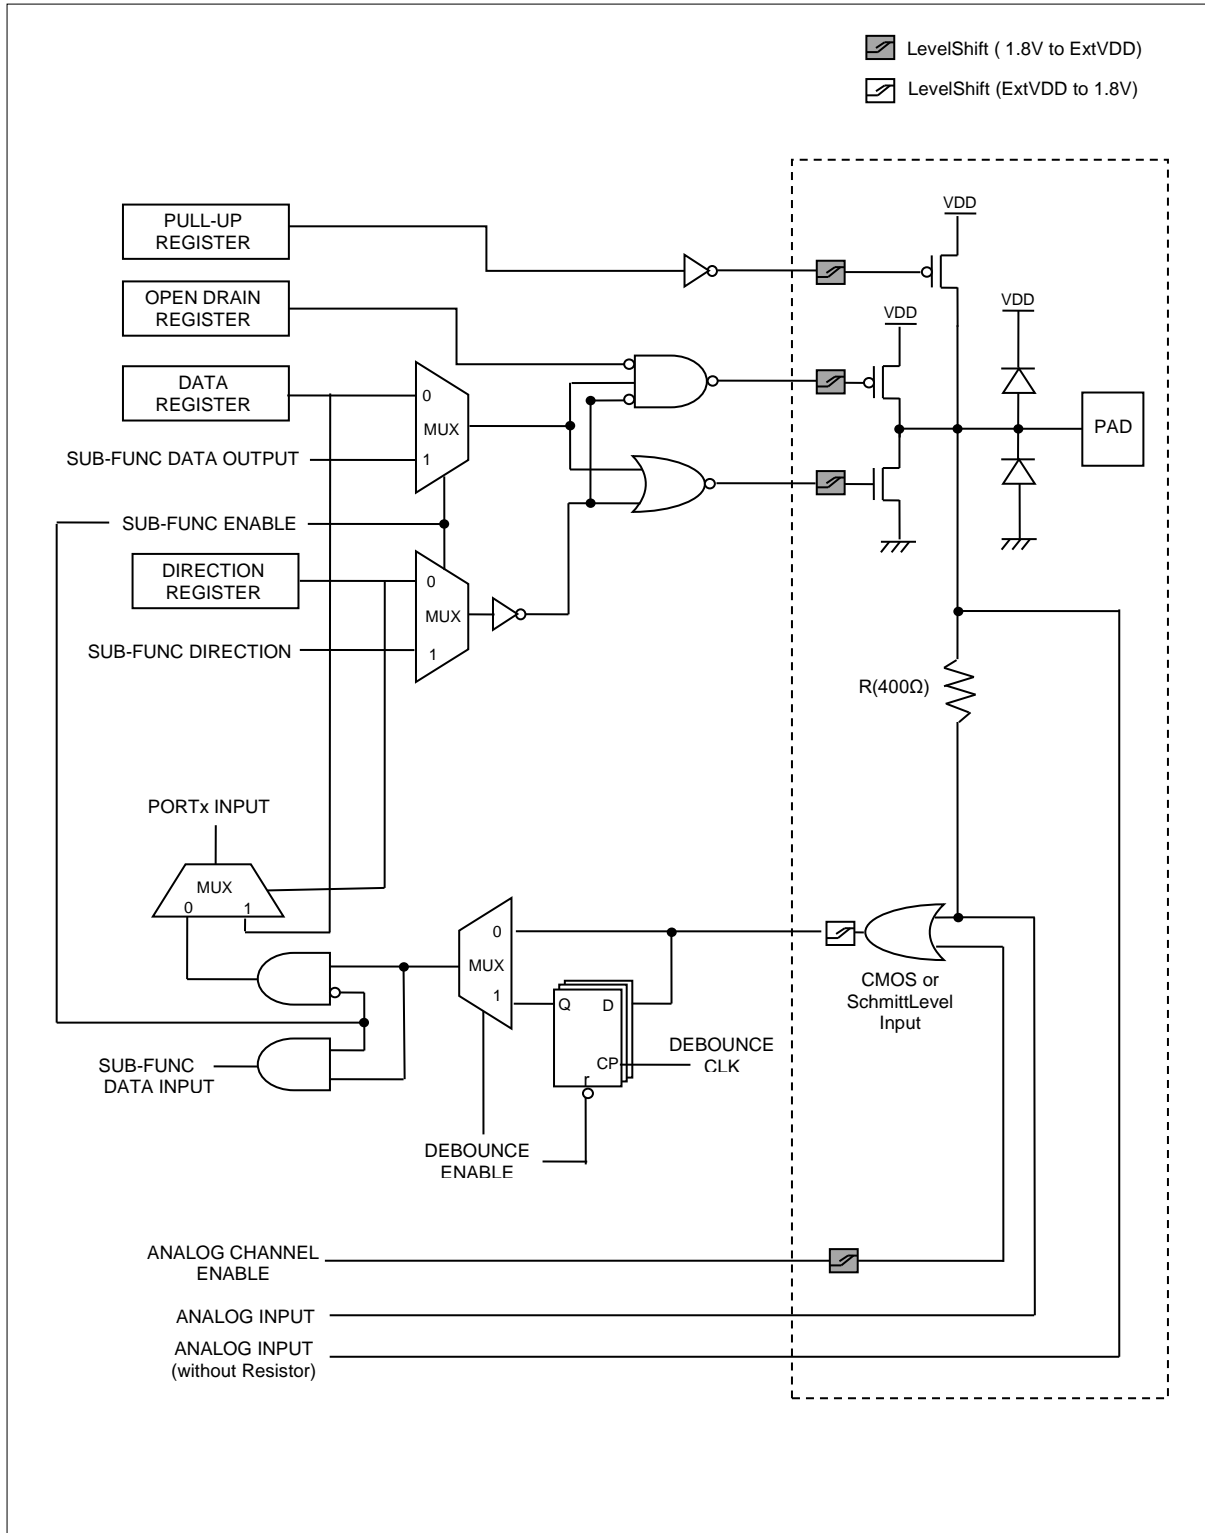 LevelShift ( 1.8V to ExtVDD)
LevelShift (ExtVDD to 1.8V)
VDD
PULL-UP
REGISTER
OPEN DRAIN
REGISTER
VDD
VDD
DATA
REGISTER
0
MUX
1
PAD
SUB-FUNC DATA OUTPUT
SUB-FUNC ENABLE
DIRECTION
REGISTER
0
MUX
1
SUB-FUNC DIRECTION
R(400Ω)
PORTx INPUT
MUX
0 1
0
MUX
1
Q D
CP
r
CMOS or
SchmittLevel
Input
DEBOUNCE
CLK
SUB-FUNC
DATA INPUT
DEBOUNCE
ENABLE
ANALOG CHANNEL
ENABLE
ANALOG INPUT
ANALOG INPUT
(without Resistor)